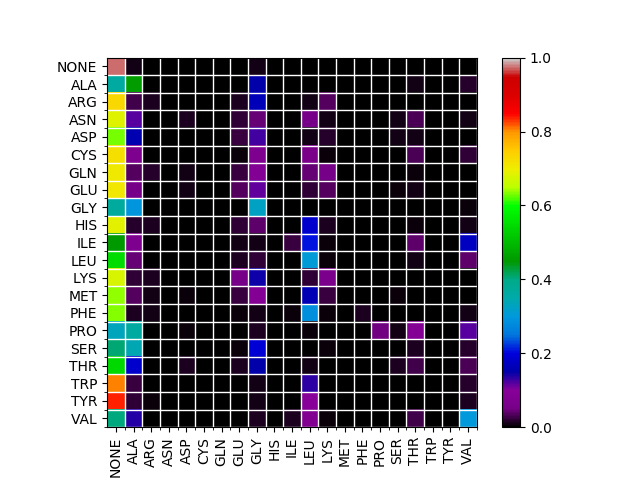 NONE
ALA
ARG
ASN
ASP
CYS
GLN
GLU
GLY
HIS
ILE
LEU
LYS
MET
PHE
PRO
SER
THR
TRP
TYR
VAL
NONE ALA ARG ASN ASP CYS GLN GLU GLY HIS ILE LEU LYS MET PHE PRO SER THR TRP TYR VAL
1.0
0.8
0.6
0.4
0.2
0.0